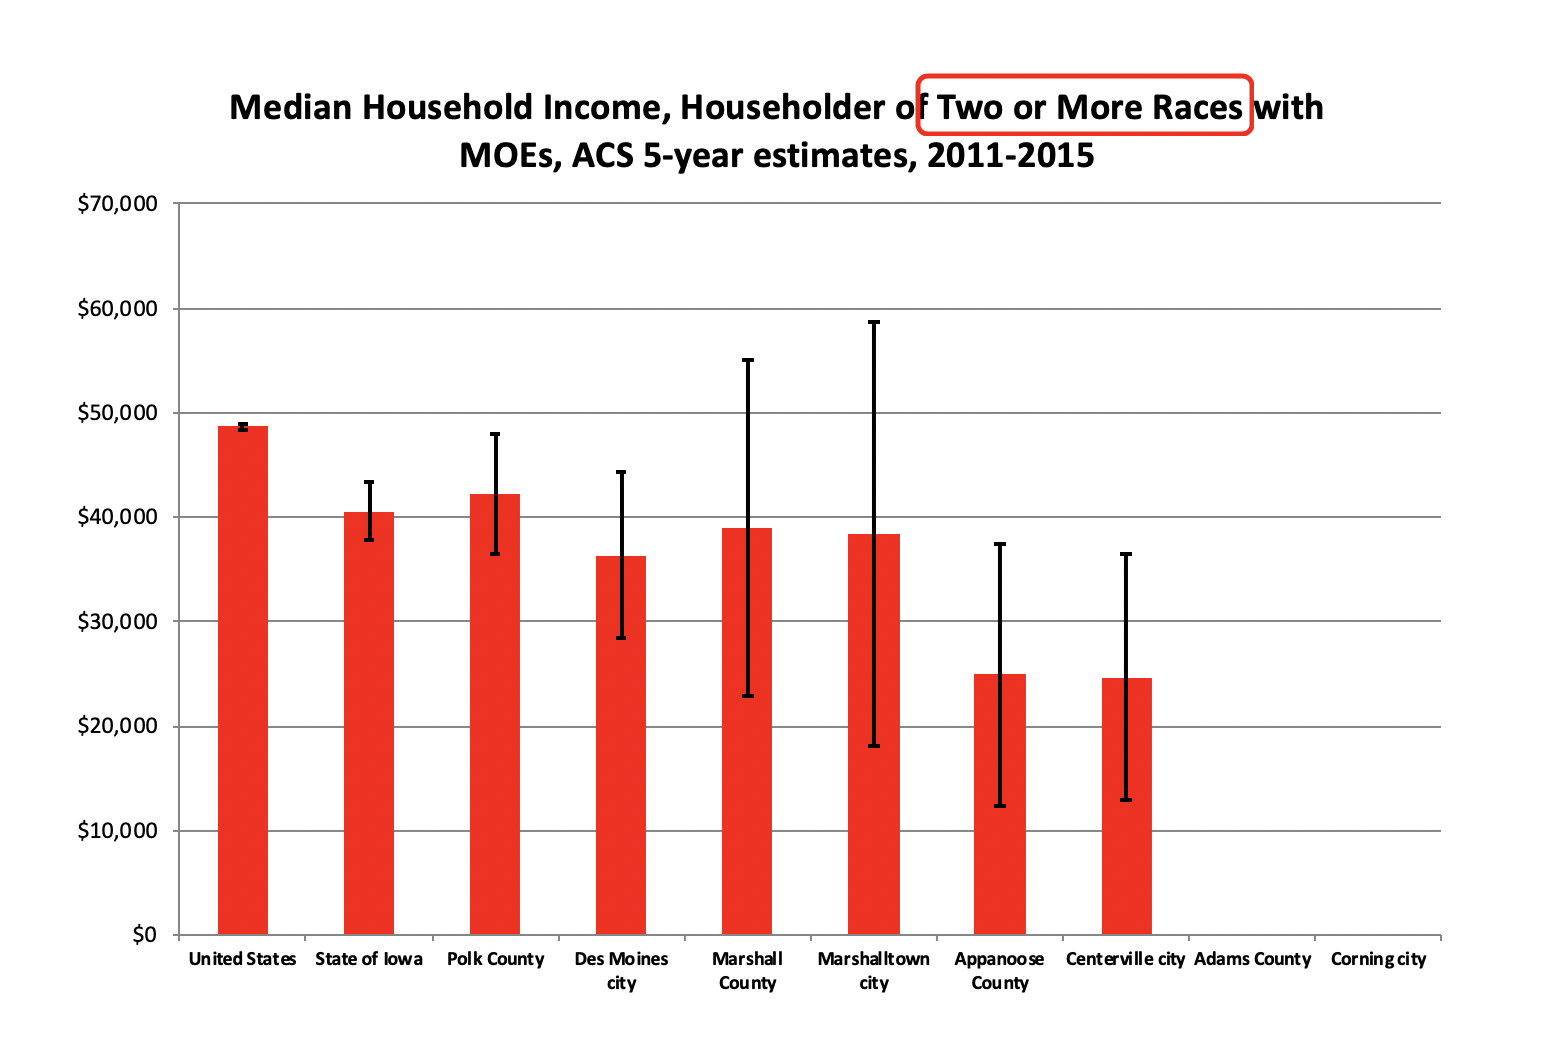 Median Household Income, Householder of Two or More Races with
MOEs, ACS 5-year estimates, 2011-2015
$70,000
$60,000
$50,000
$40,000
$30,000
$20,000
$10,000
$0
United States State of Iowa Polk County Des Moines Marshall Marshalltown Appanoose Centerville city Adams County Corning city
city County city County